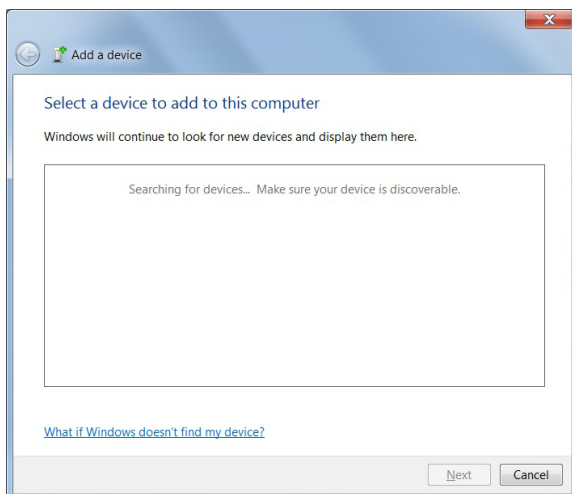 Add a device
Select a device to add to this computer
Windows will continue to look for new devices and display them here.
Searching for devices... Make sure your device is discoverable.
What if Windows doesn't find my device?
Next Cancel